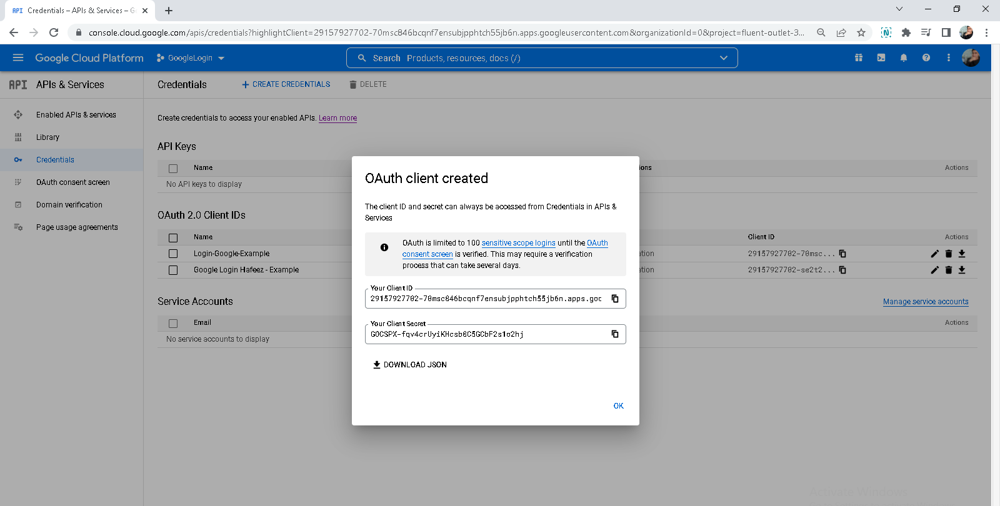 API Credentials – APIs & Services – G
console.cloud.google.com/apis/credentials?highlightClient=29157927702-70msc846bcqnf7ensubjpphtch55jb6n.apps.googleusercontent.com&organizationId=0&project=fluent-outlet-3...
Google Cloud Platform GoogleLogin Search Products, resources, docs (/)
API APIs & Services Credentials CREATE CREDENTIALS DELETE
Enabled APIs & services
Library
Credentials
OAuth consent screen
Domain verification
Page usage agreements
Create credentials to access your enabled APIs. Learn more
API Keys
Name ions Actions
No API keys to display
OAuth 2.0 Client IDs
Name Client ID Actions
Login-Google-Example ation 29157927702-70msc...
Google Login Hafeez - Example ation 29157927702-se2t2...
Service Accounts Manage service accounts
Email Actions
No service accounts to display
OAuth client created
The client ID and secret can always be accessed from Credentials in APIs &
Services
OAuth is limited to 100 sensitive scope logins until the OAuth
consent screen is verified. This may require a verification
process that can take several days.
Your Client ID
29157927702-70msc846bcqnf7ensubjpphtch55jb6n.apps.goo
Your Client Secret
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
DOWNLOAD JSON
OK
Activate Windows